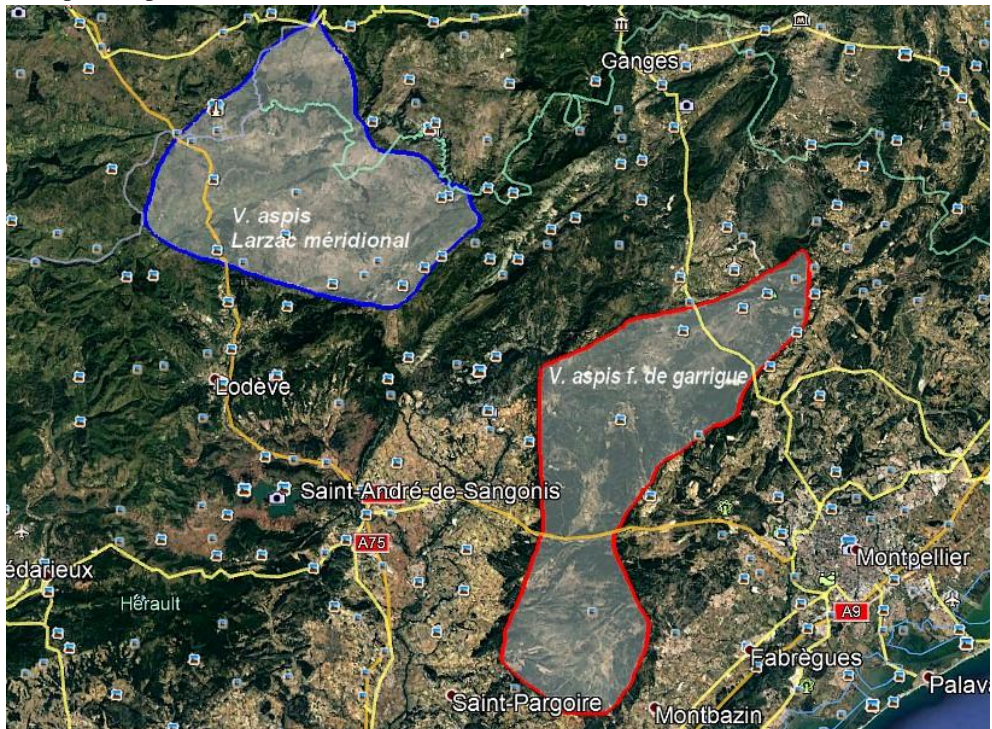 Ganges
V. aspis
Larzac méridional
V. aspis f. de garrigue
Lodève
Saint-André-de-Sangonis
A75
édarieux
Hérault
Montpellier
A9
Fabrègues
Palava
Saint-Pargoire
Montbazin